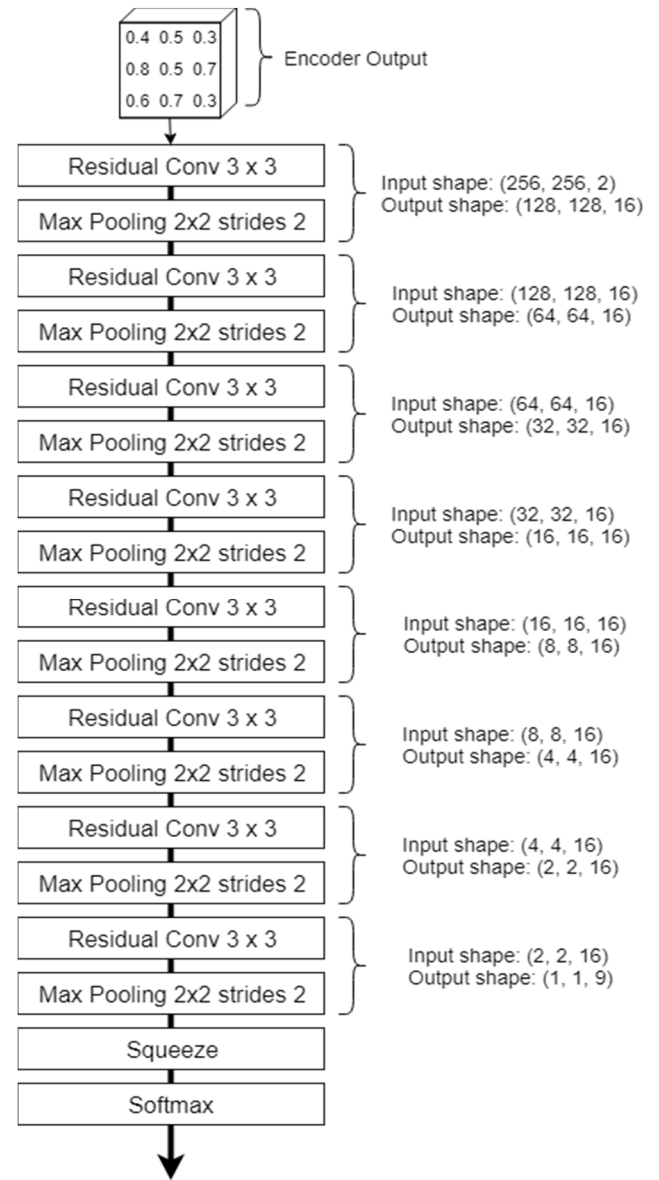 0.4 0.5 0.3
0.8 0.5 0.7
0.6 0.7 0.3
Encoder Output
Residual Conv 3 x 3
Max Pooling 2x2 strides 2
Input shape: (256, 256, 2)
Output shape: (128, 128, 16)
Residual Conv 3 x 3
Max Pooling 2x2 strides 2
Input shape: (128, 128, 16)
Output shape: (64, 64, 16)
Residual Conv 3 x 3
Max Pooling 2x2 strides 2
Input shape: (64, 64, 16)
Output shape: (32, 32, 16)
Residual Conv 3 x 3
Max Pooling 2x2 strides 2
Input shape: (32, 32, 16)
Output shape: (16, 16, 16)
Residual Conv 3 x 3
Max Pooling 2x2 strides 2
Input shape: (16, 16, 16)
Output shape: (8, 8, 16)
Residual Conv 3 x 3
Max Pooling 2x2 strides 2
Input shape: (8, 8, 16)
Output shape: (4, 4, 16)
Residual Conv 3 x 3
Max Pooling 2x2 strides 2
Input shape: (4, 4, 16)
Output shape: (2, 2, 16)
Residual Conv 3 x 3
Max Pooling 2x2 strides 2
Input shape: (2, 2, 16)
Output shape: (1, 1, 9)
Squeeze
Softmax